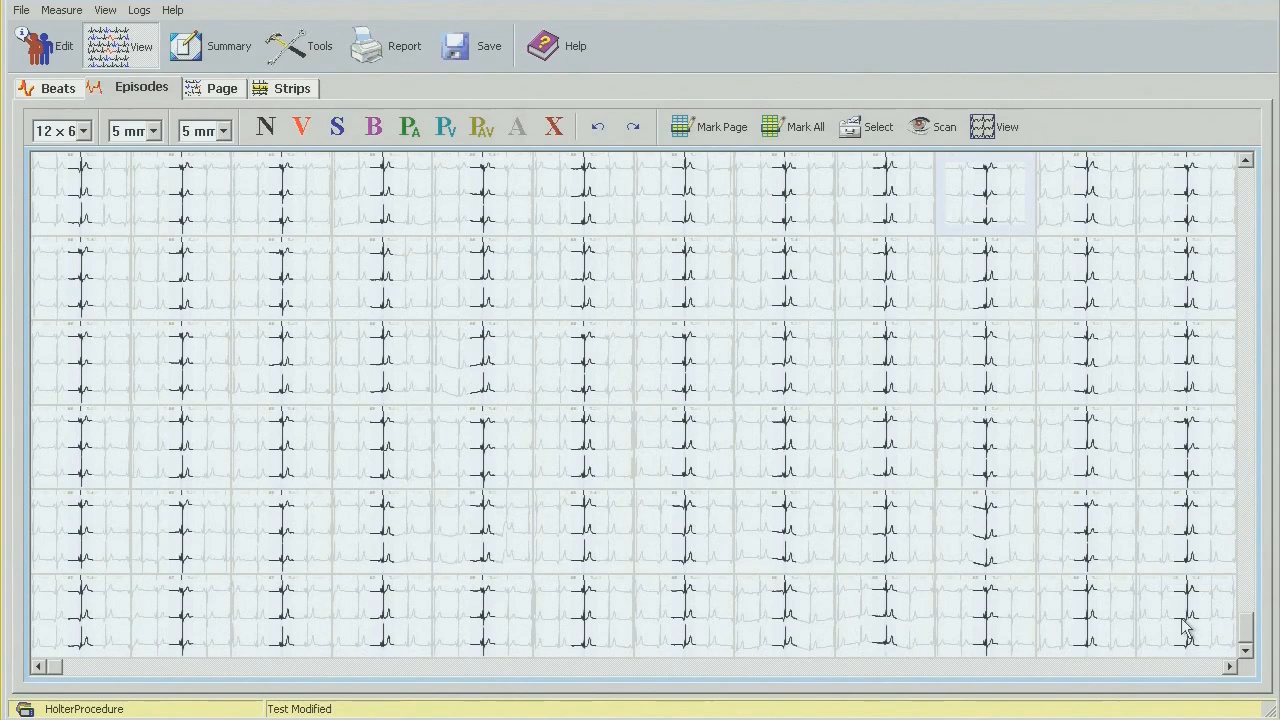 File Measure View Logs Help
Edit View Summary Tools Report Save Help
Beats Episodes Page Strips
12 x 6 5 mm 5 mm N V S B PA PV PAV A X Mark Page Mark All Select Scan View
HolterProcedure Test Modified